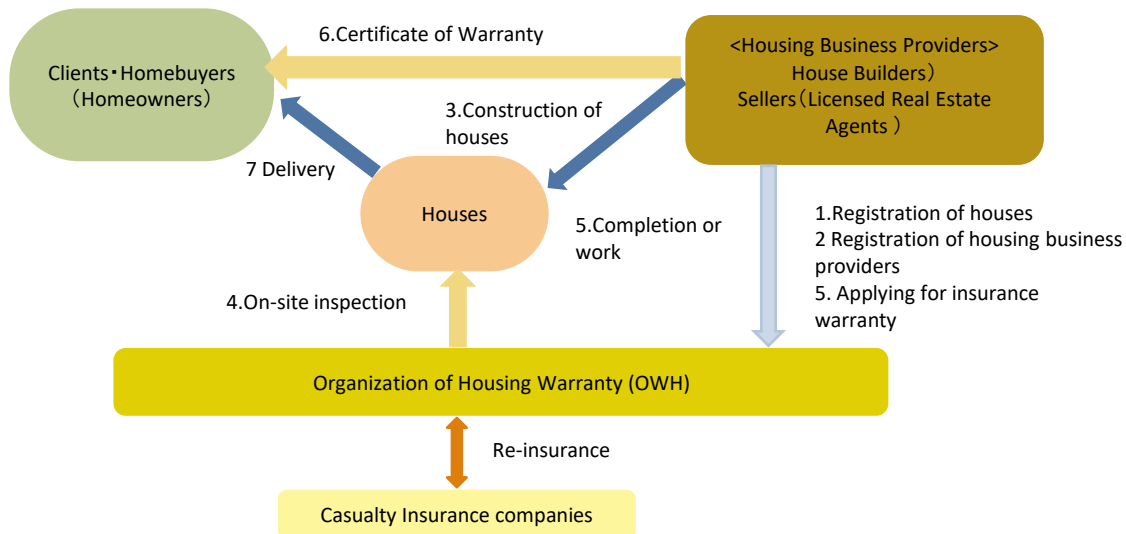 6.Certificate of Warranty
Clients・Homebuyers
（Homeowners）
<Housing Business Providers>
House Builders）
Sellers（Licensed Real Estate
Agents ）
3.Construction of
houses
7 Delivery
Houses
5.Completion or
work
1.Registration of houses
2 Registration of housing business
providers
5. Applying for insurance
warranty
4.On-site inspection
Organization of Housing Warranty (OWH)
Re-insurance
Casualty Insurance companies